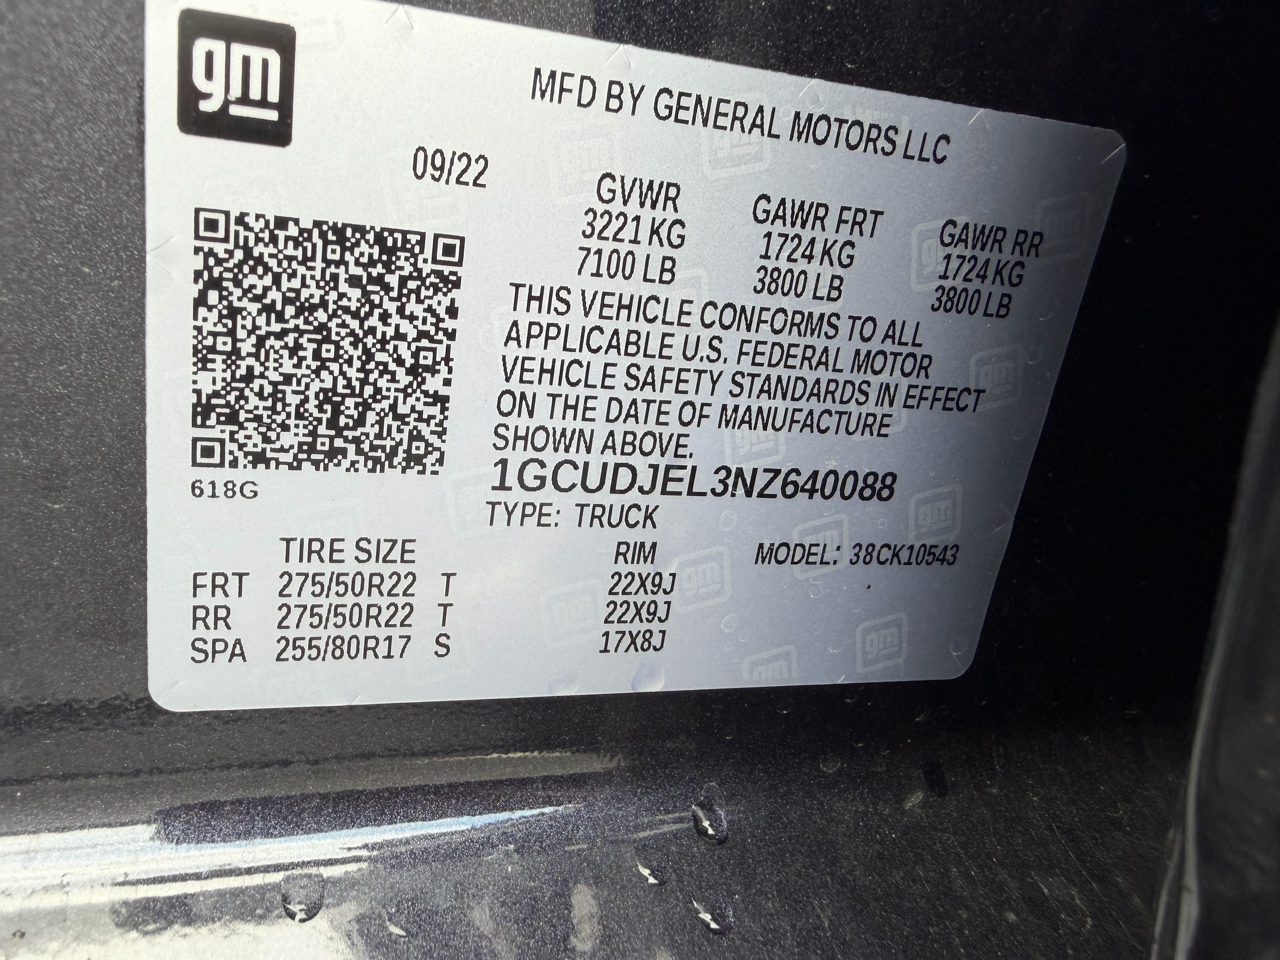 gm
MFD BY GENERAL MOTORS LLC
09/22
GVWR GAWR FRT GAWR RR
3221 KG 1724 KG 1724 KG
7100 LB 3800 LB 3800 LB
THIS VEHICLE CONFORMS TO ALL
APPLICABLE U.S. FEDERAL MOTOR
VEHICLE SAFETY STANDARDS IN EFFECT
ON THE DATE OF MANUFACTURE
SHOWN ABOVE.
1GCUDJEL3NZ640088
618G
TYPE: TRUCK
TIRE SIZE RIM MODEL: 38CK10543
FRT 275/50R22 T 22X9J
RR 275/50R22 T 22X9J
SPA 255/80R17 S 17X8J